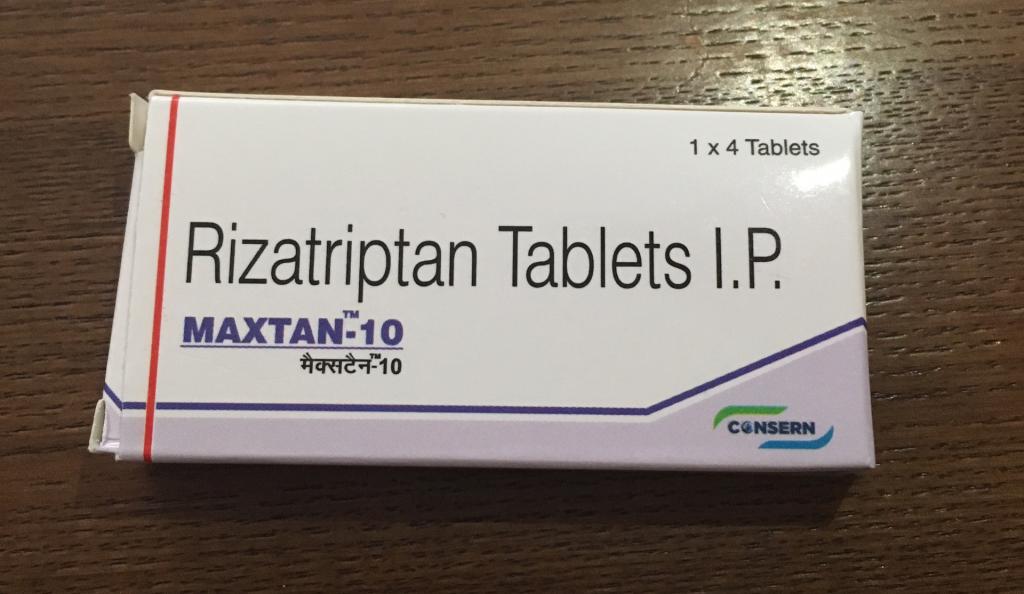 1 x 4 Tablets
Rizatriptan Tablets I.P.
MAXTAN™-10
मैक्सटैन™-10
CONSERN